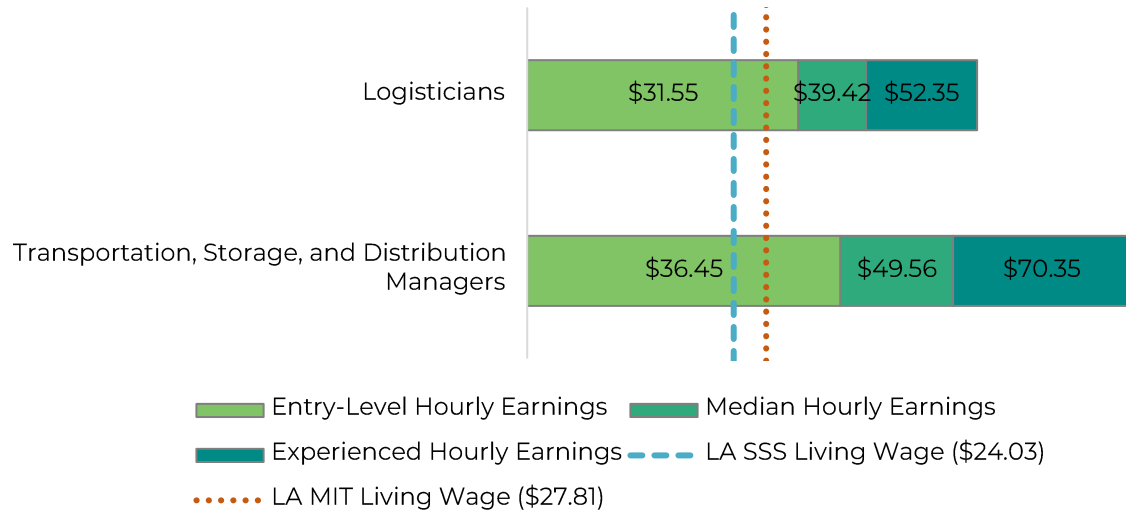 Logisticians
$31.55
$39.42
$52.35
Transportation, Storage, and Distribution
Managers
$36.45
$49.56
$70.35
Entry-Level Hourly Earnings
Median Hourly Earnings
Experienced Hourly Earnings
LA SSS Living Wage ($24.03)
LA MIT Living Wage ($27.81)